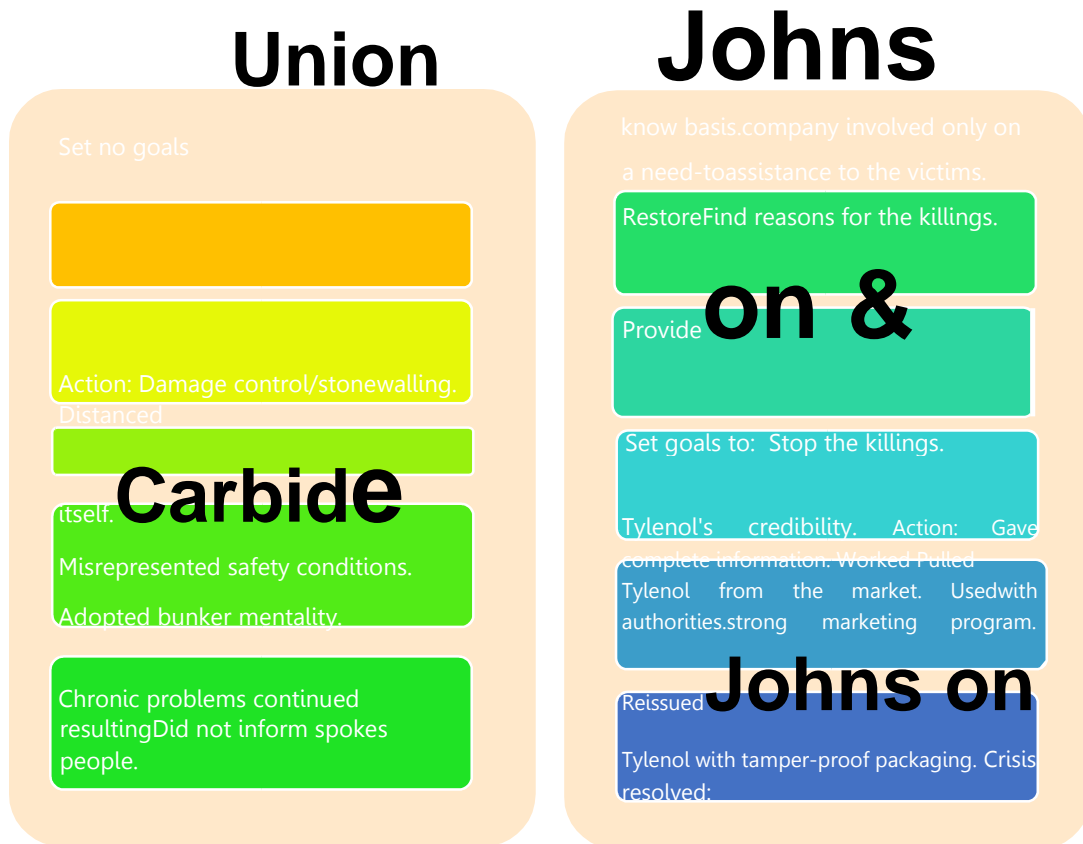 Union
Set no goals
Action: Damage control/stonewalling.
Distanced
Carbide
itself.
Misrepresented safety conditions.
Adopted bunker mentality.
Chronic problems continued
resultingDid not inform spokes
people.
Johns
know basis.company involved only on
a need-toassistance to the victims.
RestoreFind reasons for the killings.
on &
Provide
Set goals to: Stop the killings.
Tylenol's credibility. Action: Gave
complete information. Worked Pulled
Tylenol from the market. Usedwith
authorities.strong marketing program.
Johns on
Reissued
Tylenol with tamper-proof packaging. Crisis
resolved: